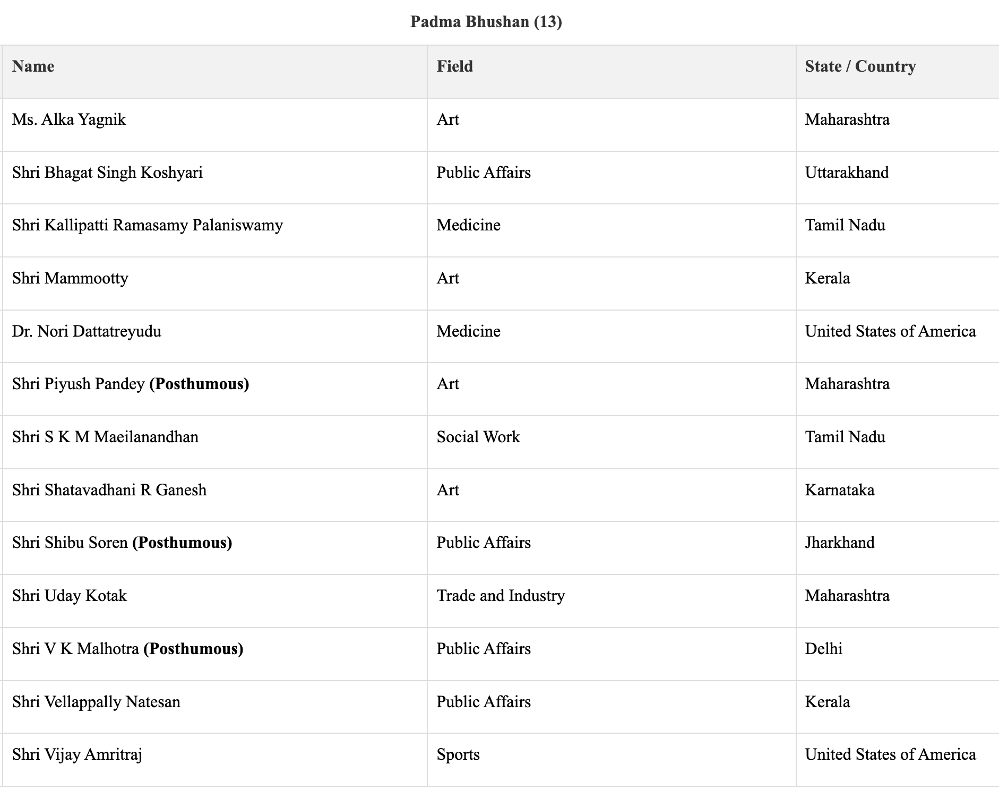 Padma Bhushan (13)
Name Field State / Country
Ms. Alka Yagnik Art Maharashtra
Shri Bhagat Singh Koshyari Public Affairs Uttarakhand
Shri Kallipatti Ramasamy Palaniswamy Medicine Tamil Nadu
Shri Mammootty Art Kerala
Dr. Nori Dattatreyudu Medicine United States of America
Shri Piyush Pandey (Posthumous) Art Maharashtra
Shri S K M Maeilanandhan Social Work Tamil Nadu
Shri Shatavadhani R Ganesh Art Karnataka
Shri Shibu Soren (Posthumous) Public Affairs Jharkhand
Shri Uday Kotak Trade and Industry Maharashtra
Shri V K Malhotra (Posthumous) Public Affairs Delhi
Shri Vellappally Natesan Public Affairs Kerala
Shri Vijay Amritraj Sports United States of America